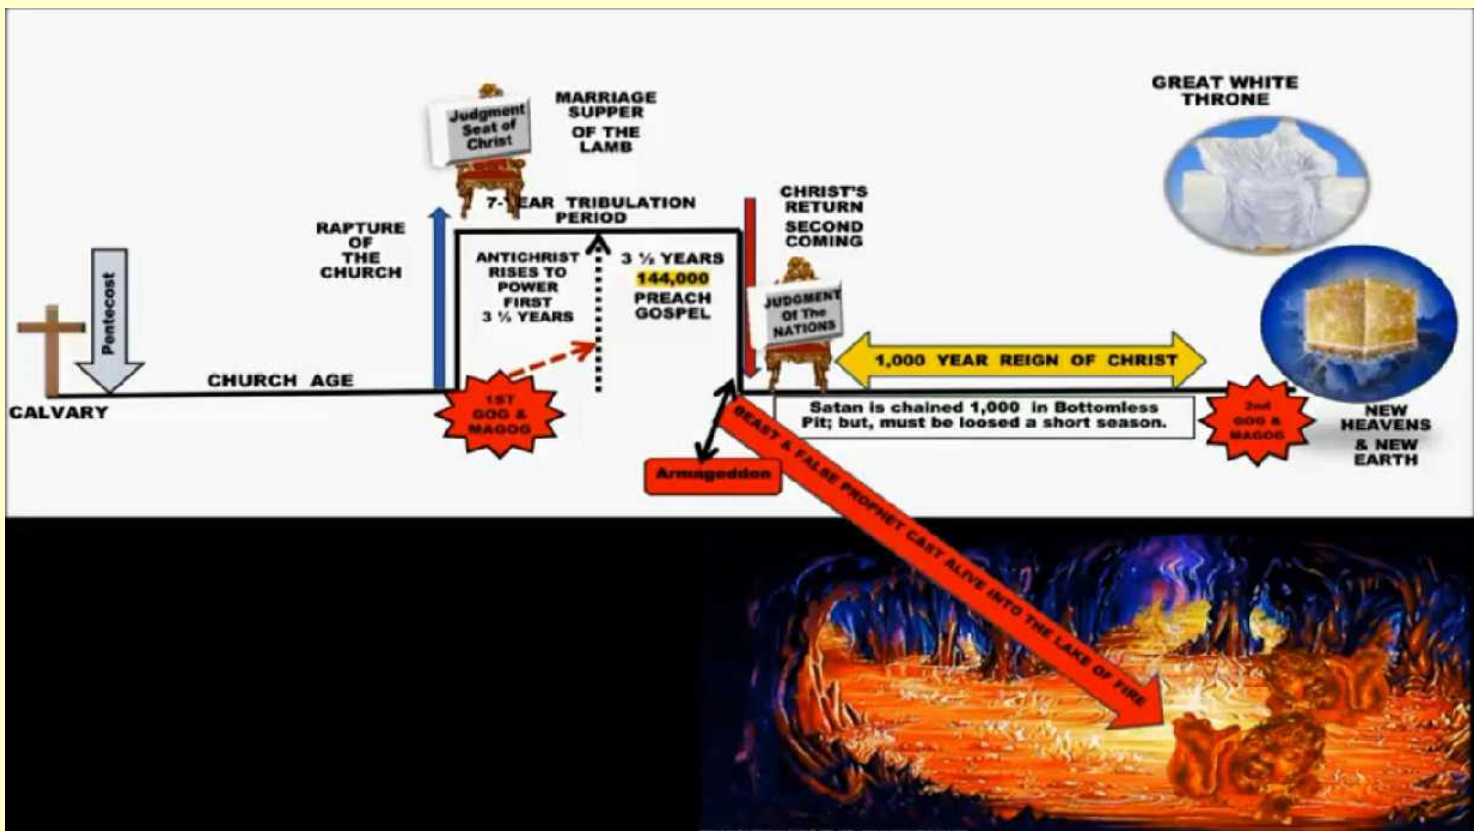 CALVARY
Pentecost
CHURCH AGE
RAPTURE
OF
THE
CHURCH
Judgment
Seat of
Christ
MARRIAGE
SUPPER
OF THE
LAMB
7-YEAR TRIBULATION
PERIOD
ANTICHRIST
RISES TO
POWER
FIRST
3 ½ YEARS
3 ½ YEARS
144,000
PREACH
GOSPEL
1ST
GOG &
MAGOG
CHRIST'S
RETURN
SECOND
COMING
JUDGMENT
Of The
NATIONS
Armageddon
1,000 YEAR REIGN OF CHRIST
Satan is chained 1,000 in Bottomless
Pit; but, must be loosed a short season.
BEAST & FALSE PROPHET CAST ALIVE INTO THE LAKE OF FIRE
2nd
GOG &
MAGOG
GREAT WHITE
THRONE
NEW
HEAVENS
& NEW
EARTH